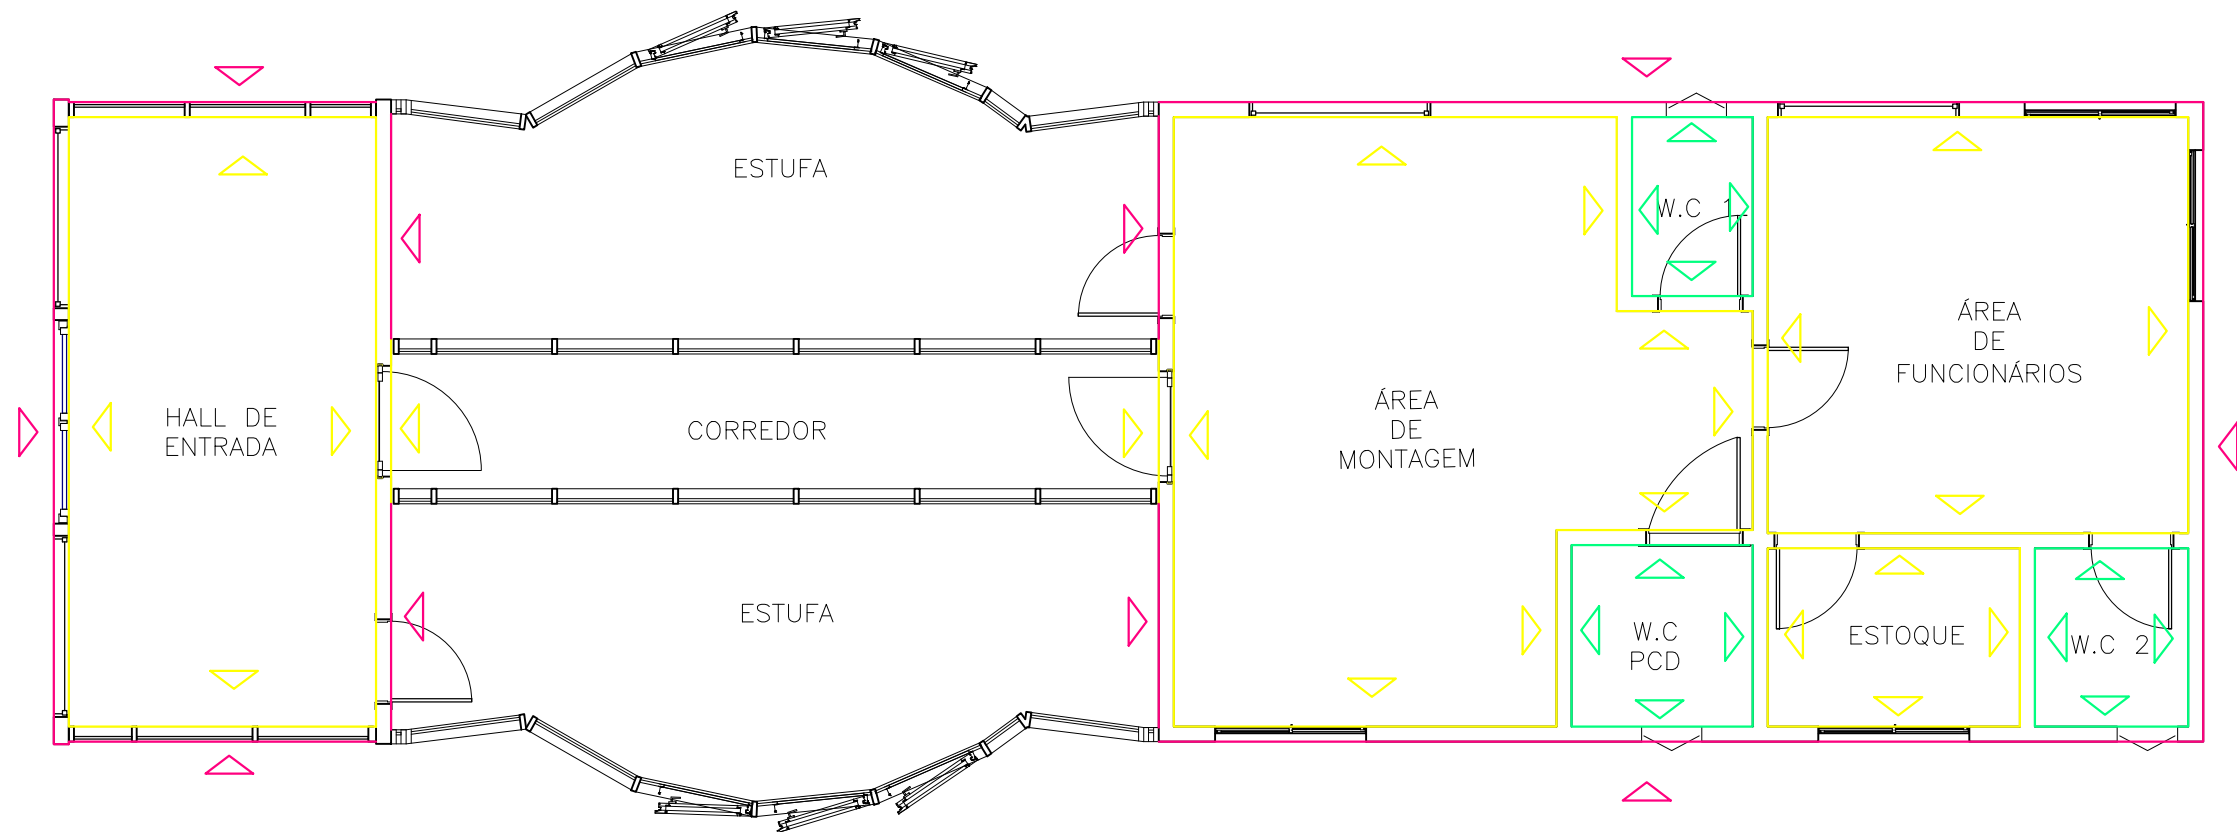 ESTUFA
W.C 1
ÁREA
DE
FUNCIONÁRIOS
HALL DE
ENTRADA
CORREDOR
ÁREA
DE
MONTAGEM
ESTUFA
W.C
PCD
ESTOQUE
W.C 2